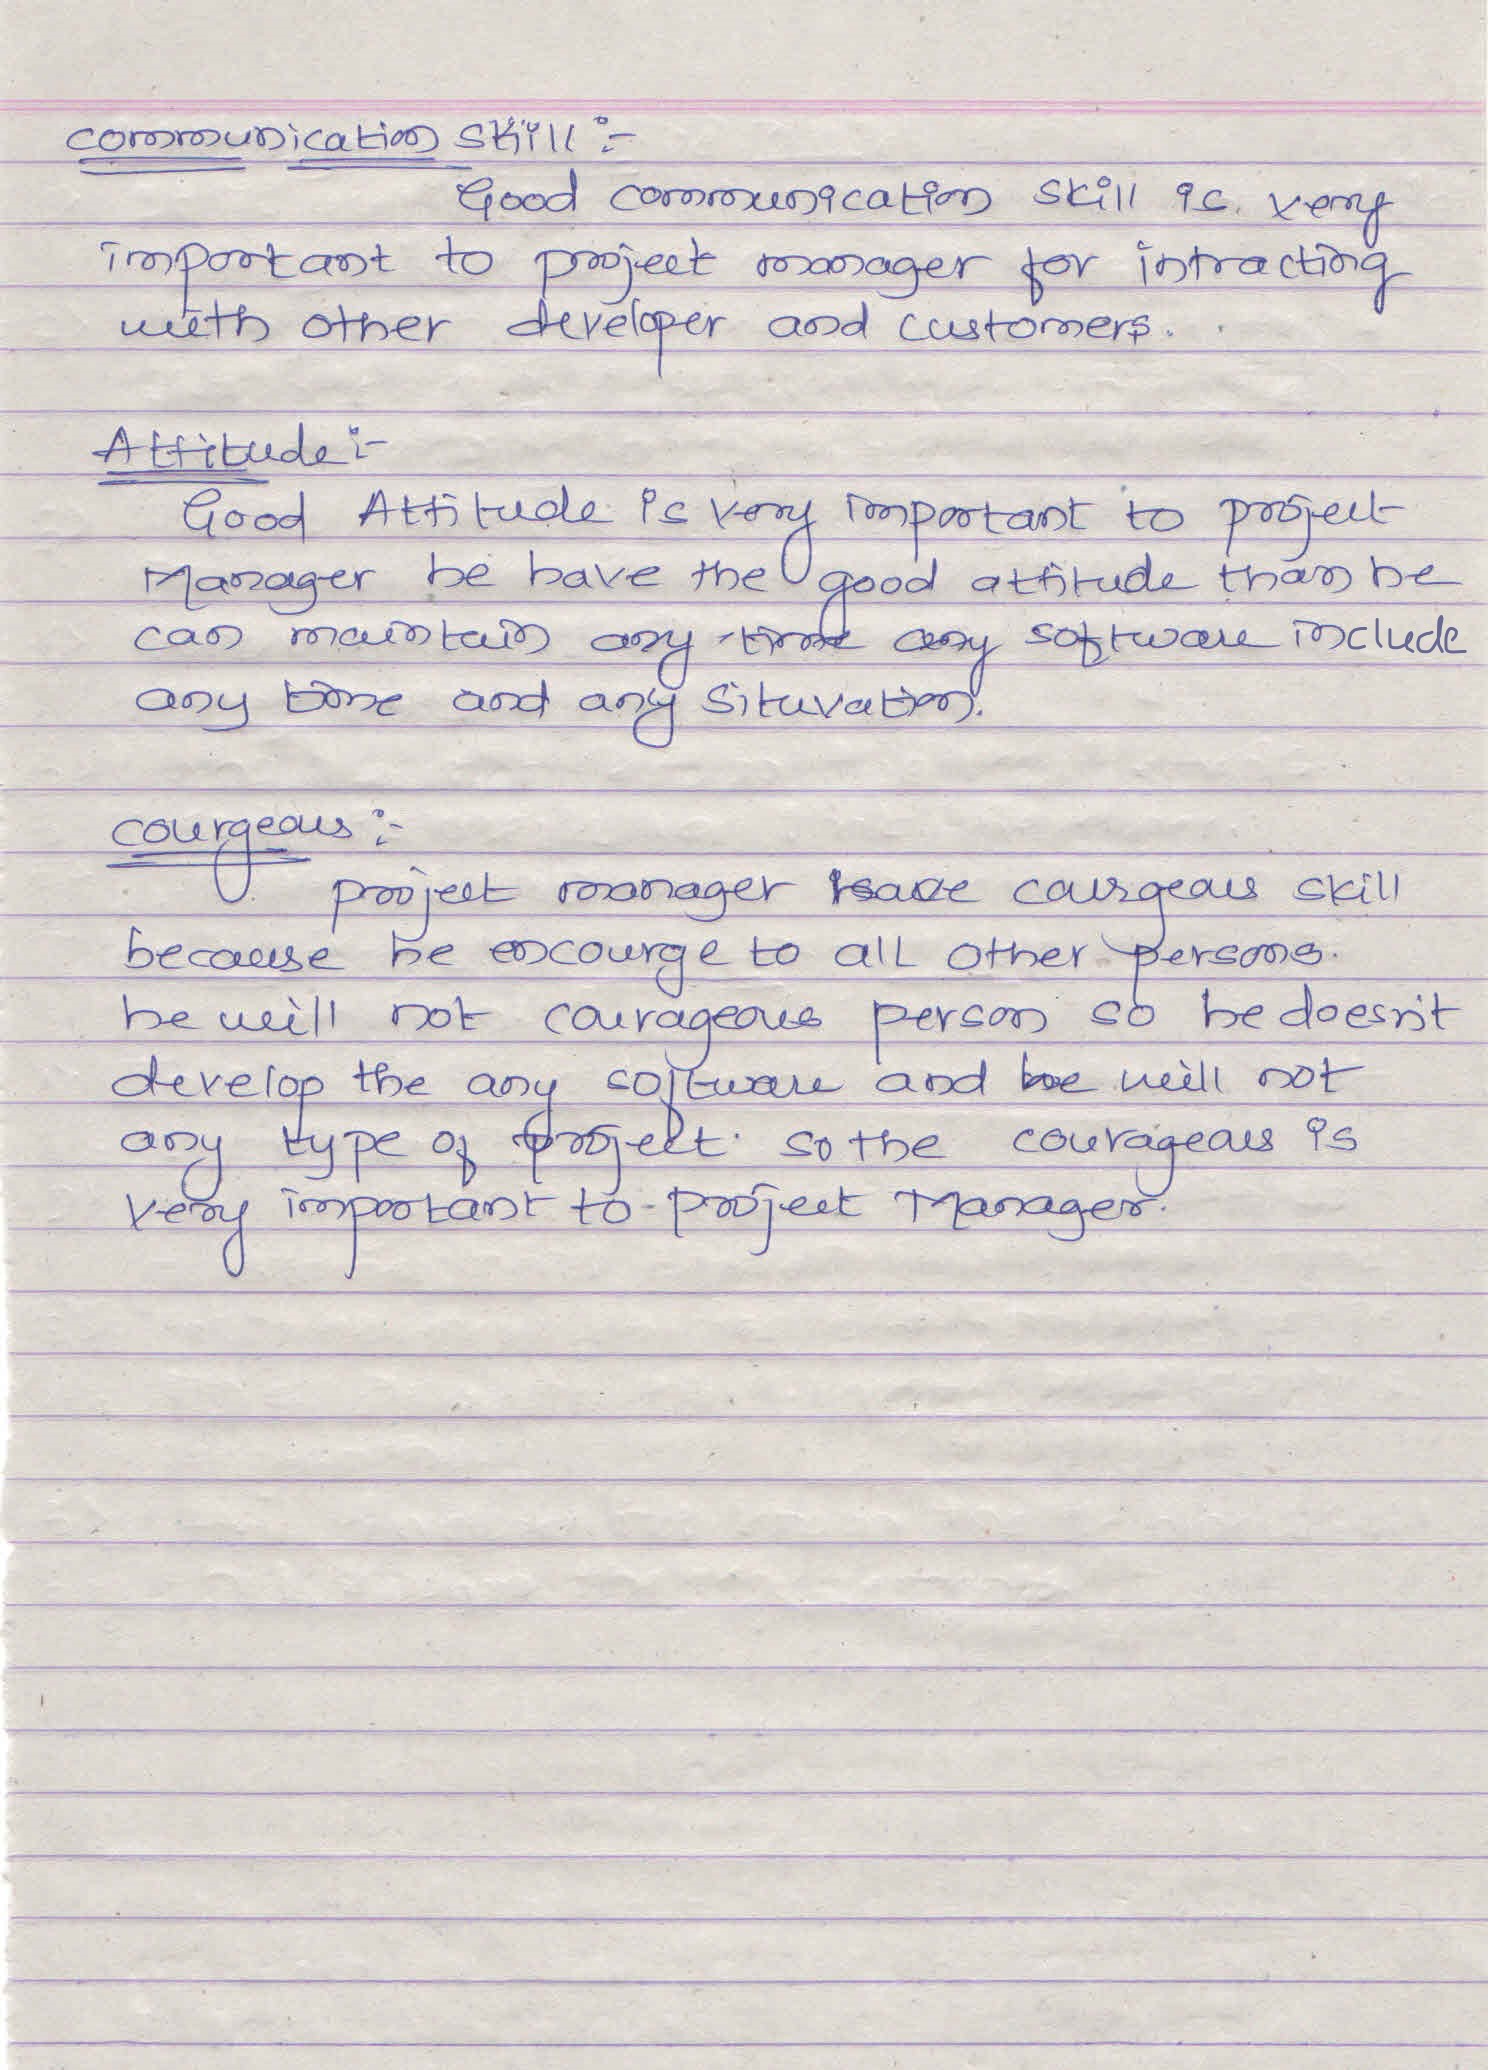 communication skill :-
Good communication skill is very
important to project manager for intracting
with other developer and customers.
Attitude :-
Good Attitude is very important to project
Manager he have the good attitude than he
can maintain any time any software include
any time and any situvation.
courgeous :-
project manager have courgeous skill
because he encourge to all other persons.
he will not courageous person so he doesn't
develop the any software and he will not
any type of project. so the courageous is
very important to project Manager.